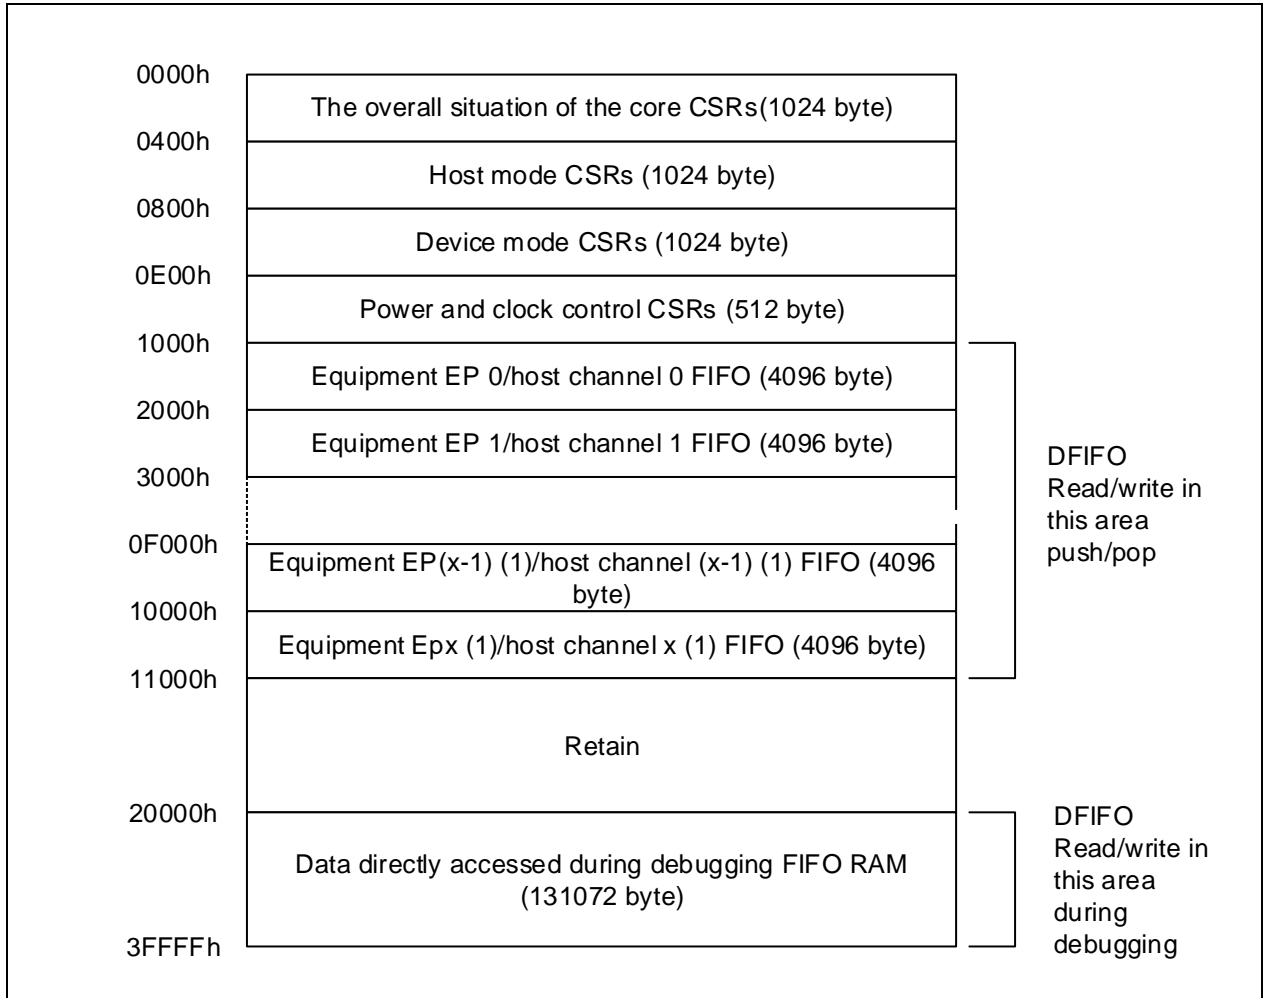 0000h
The overall situation of the core CSRs(1024 byte)
0400h
Host mode CSRs (1024 byte)
0800h
Device mode CSRs (1024 byte)
0E00h
Power and clock control CSRs (512 byte)
1000h
Equipment EP 0/host channel 0 FIFO (4096 byte)
2000h
Equipment EP 1/host channel 1 FIFO (4096 byte)
3000h
DFIFO
Read/write in
this area
push/pop
0F000h
Equipment EP(x-1) (1)/host channel (x-1) (1) FIFO (4096
byte)
10000h
Equipment Epx (1)/host channel x (1) FIFO (4096 byte)
11000h
Retain
20000h
Data directly accessed during debugging FIFO RAM
(131072 byte)
DFIFO
Read/write in
this area
during
debugging
3FFFFh